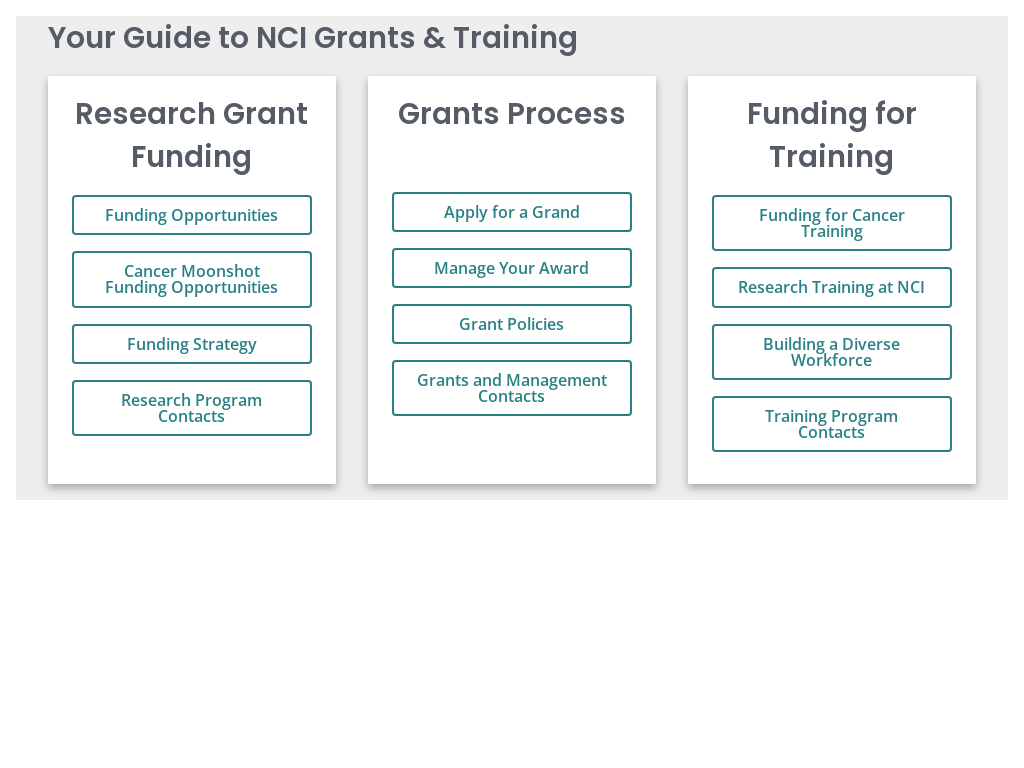 Your Guide to NCI Grants & Training
Research Grant
Funding
Funding Opportunities
Cancer Moonshot
Funding Opportunities
Funding Strategy
Research Program
Contacts
Grants Process
Apply for a Grand
Manage Your Award
Grant Policies
Grants and Management
Contacts
Funding for
Training
Funding for Cancer
Training
Research Training at NCI
Building a Diverse
Workforce
Training Program
Contacts